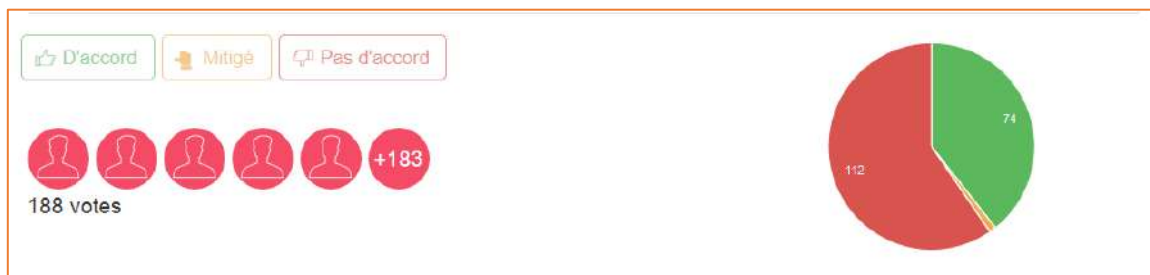 D'accord
Mitigé
Pas d'accord
+183
188 votes
74
112